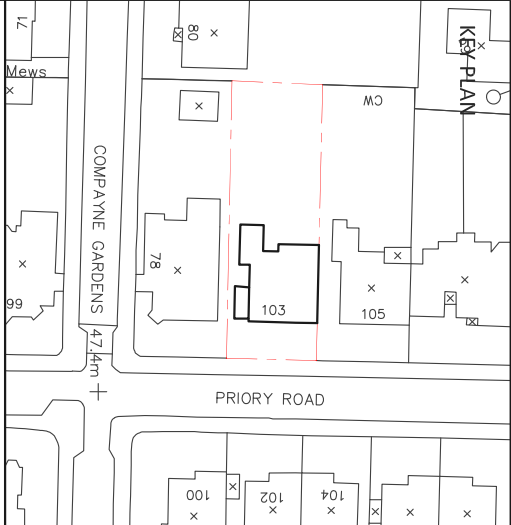 71
80
KEY PLAN
Mews
CW
COMPAYNE GARDENS
78
99
103
105
47.4m
PRIORY ROAD
100
102
104